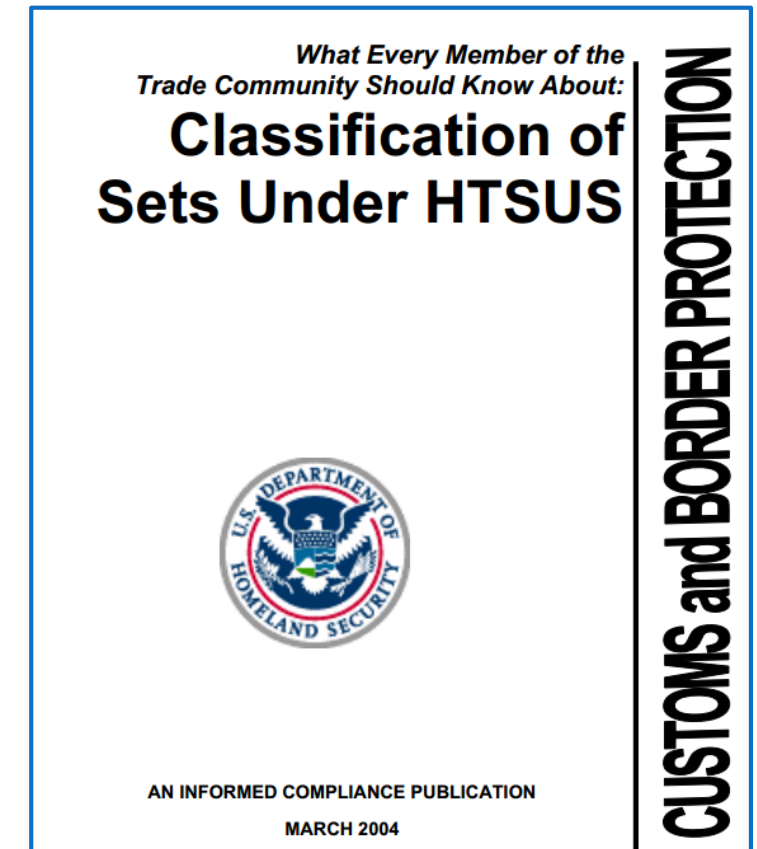 What Every Member of the
Trade Community Should Know About:
Classification of
Sets Under HTSUS
U.S. DEPARTMENT OF
HOMELAND SECURITY
AN INFORMED COMPLIANCE PUBLICATION
MARCH 2004
CUSTOMS and BORDER PROTECTION